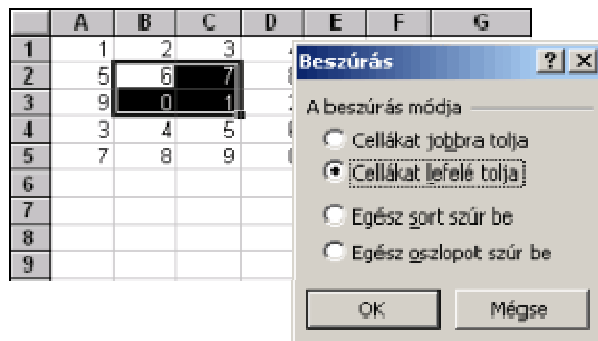 A B C D E F G
1 1 2 3
2 5 6 7
3 9 0 1
4 3 4 5
5 7 8 9
6
7
8
9
Beszúrás ? ×
A beszúrás módja
Cellákat jobbra tolja
Cellákat lefelé tolja
Egész sort szúr be
Egész oszlopot szúr be
OK Mégse